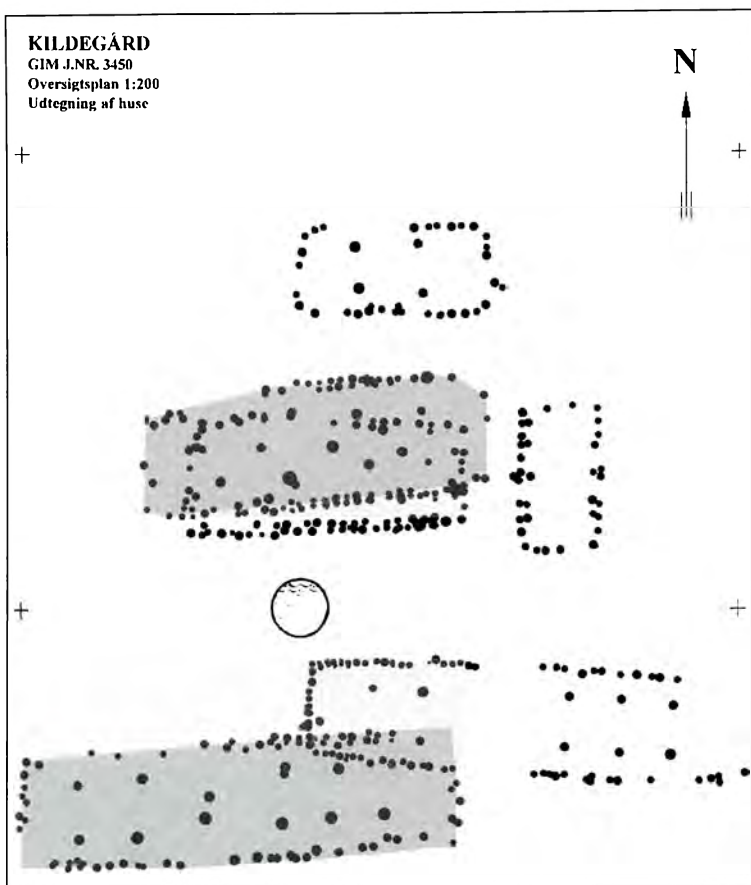 KILDEGÅRD
GIM J.NR. 3450
Oversigtsplan 1:200
Udtegning af huse
N